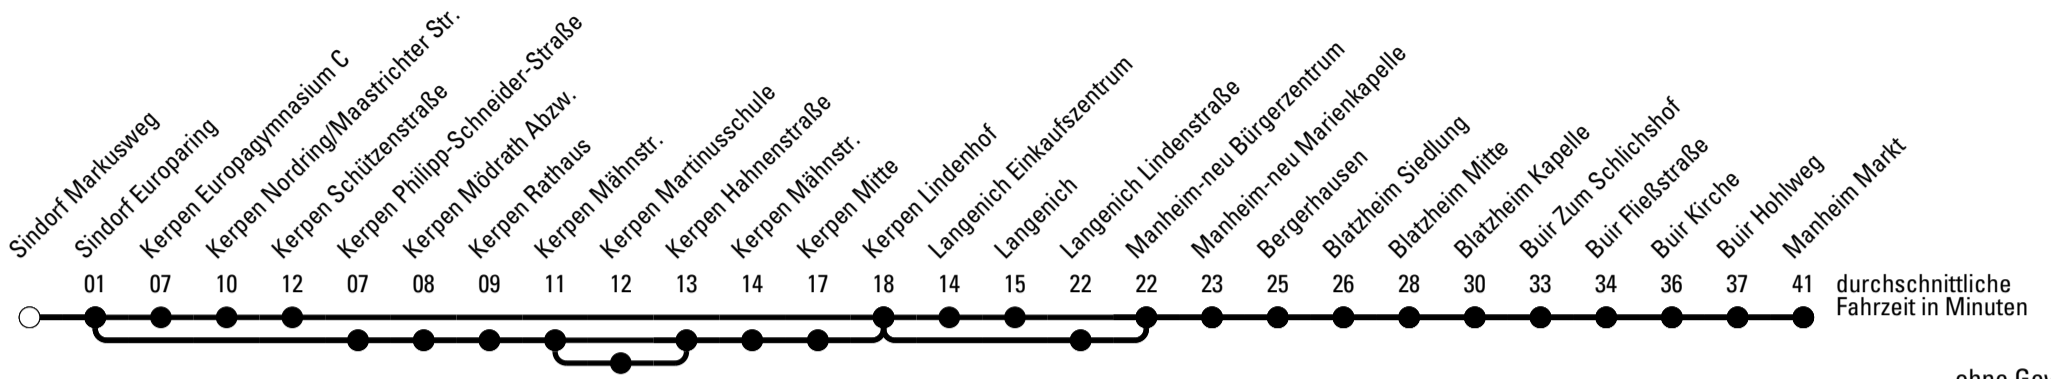 Sindorf Markusweg
Sindorf Europaring
Kerpen Europagymnasium C
Kerpen Nordring/Maastrichter Str.
Kerpen Schützenstraße
Kerpen Philipp-Schneider-Straße
Kerpen Mödrath Abzw.
Kerpen Rathaus
Kerpen Mähnstr.
Kerpen Martinusschule
Kerpen Hahnenstraße
Kerpen Mähnstr.
Kerpen Mitte
Kerpen Lindenhof
Langenich Einkaufszentrum
Langenich
Langenich Lindenstraße
Manheim-neu Bürgerzentrum
Manheim-neu Marienkapelle
Bergerhausen
Blatzheim Siedlung
Blatzheim Mitte
Blatzheim Kapelle
Buir Zum Schlichshof
Buir Fließstraße
Buir Kirche
Buir Hohlweg
Manheim Markt
01 07 10 12 07 08 09 11 12 13 14 17 18 14 15 22 22 23 25 26 28 30 33 34 36 37 41 durchschnittliche
Fahrzeit in Minuten
ohne